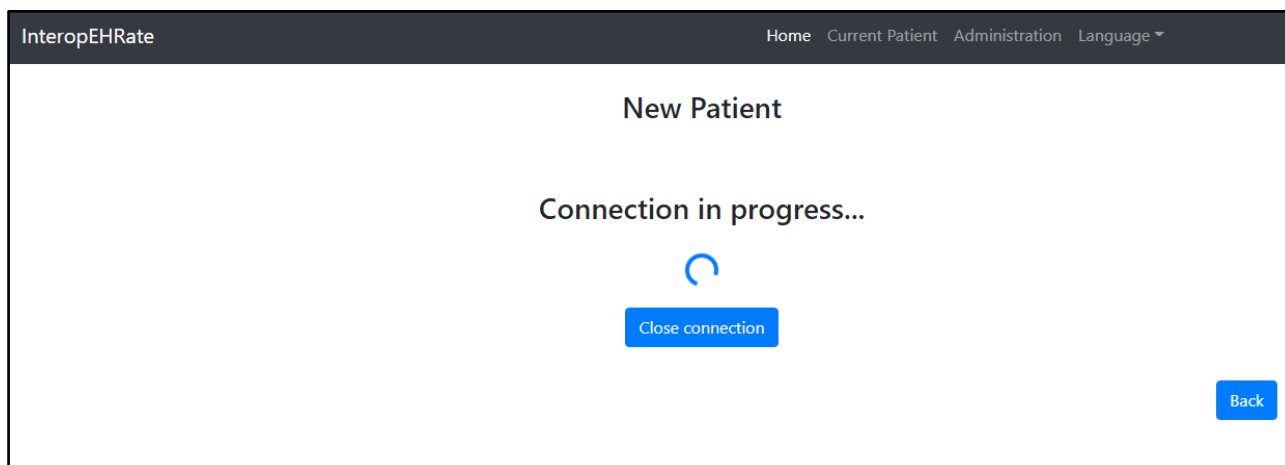 InteropEHRate Home Current Patient Administration Language
New Patient
Connection in progress...
Close connection
Back